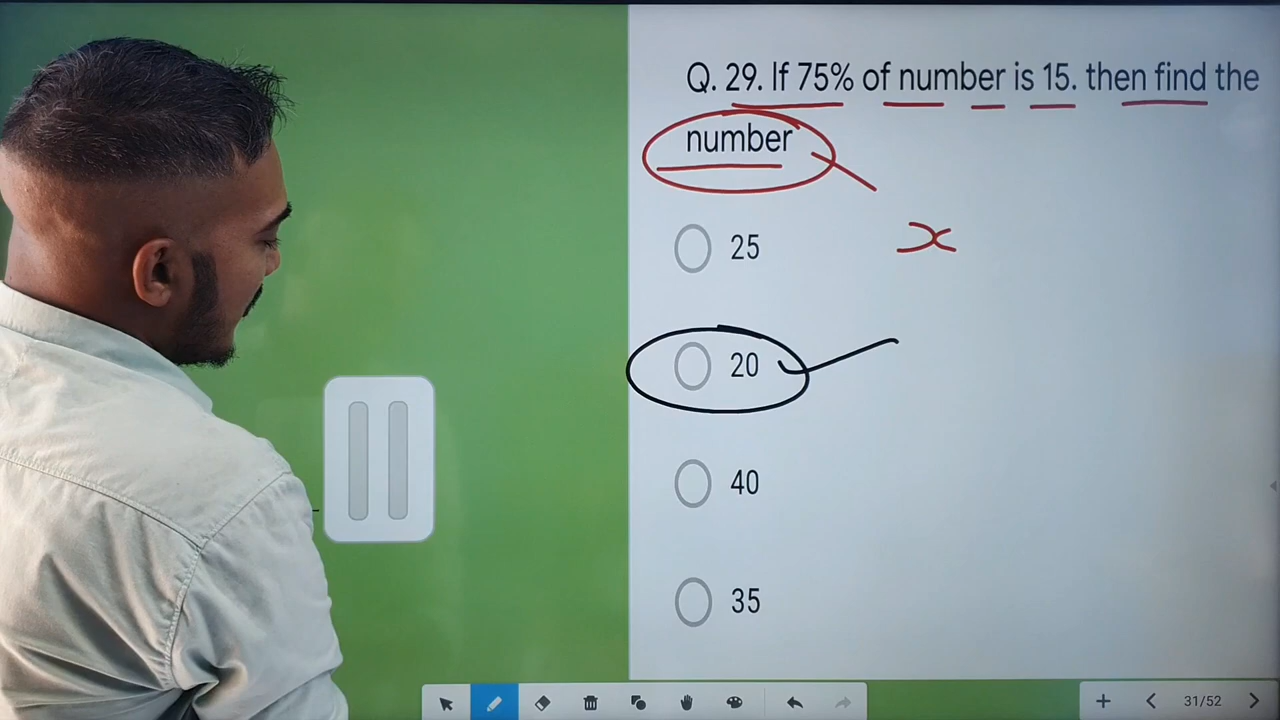 Q. 29. If 75% of number is 15. then find the
number
x
25
20
40
35
31/52